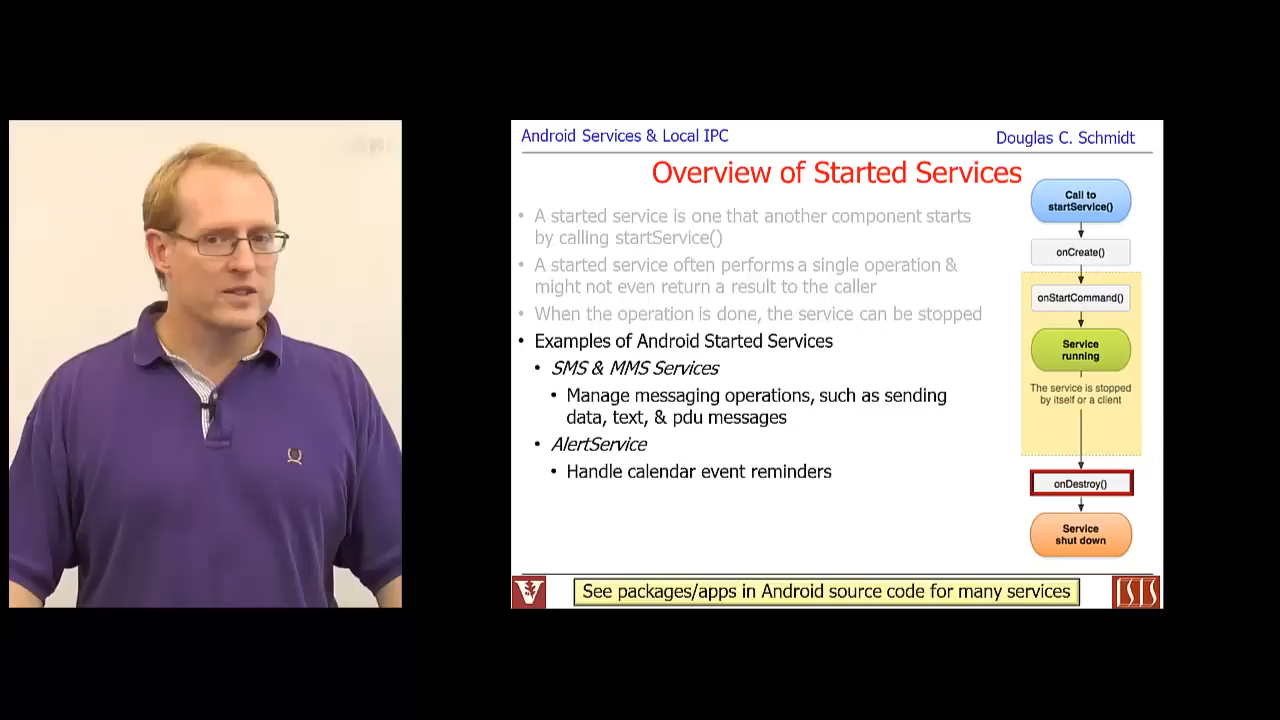 Android Services & Local IPC
Douglas C. Schmidt
Overview of Started Services
• A started service is one that another component starts
by calling startService()
• A started service often performs a single operation &
might not even return a result to the caller
• When the operation is done, the service can be stopped
• Examples of Android Started Services
• SMS & MMS Services
• Manage messaging operations, such as sending
data, text, & pdu messages
• AlertService
• Handle calendar event reminders
Call to
startService()
onCreate()
onStartCommand()
Service
running
The service is stopped
by itself or a client
onDestroy()
Service
shut down
V
See packages/apps in Android source code for many services
ISIS